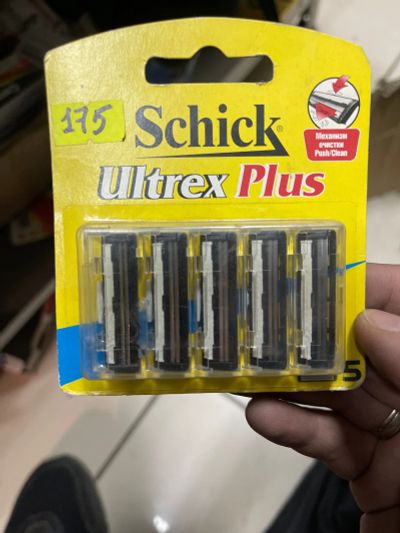 175
Schick®
Ultrex Plus
Механизм
очистки
Push/Clean
5